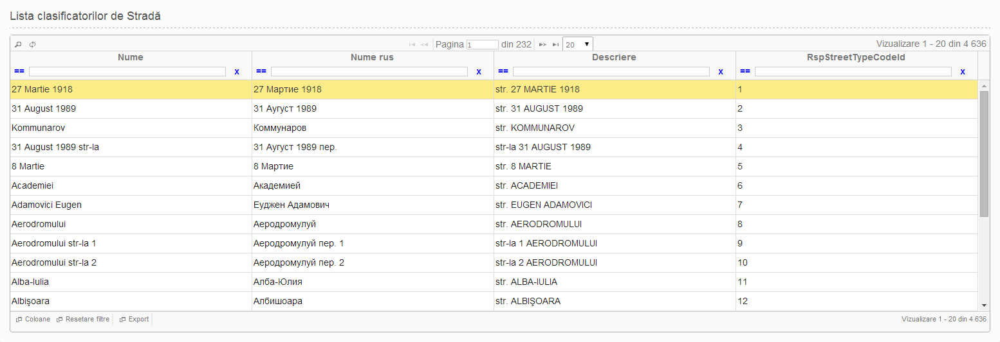 Lista clasificatorilor de Stradă
Pagina 1 din 232 20 Vizualizare 1 - 20 din 4 636
Nume Nume rus Descriere RspStreetTypeCodeId
== x == x == x == x
27 Martie 1918 27 Мартие 1918 str. 27 MARTIE 1918 1
31 August 1989 31 Аугуст 1989 str. 31 AUGUST 1989 2
Kommunarov Коммунаров str. KOMMUNAROV 3
31 August 1989 str-la 31 Аугуст 1989 пер. str-la 31 AUGUST 1989 4
8 Martie 8 Мартие str. 8 MARTIE 5
Academiei Академией str. ACADEMIEI 6
Adamovici Eugen Еуджен Адамович str. EUGEN ADAMOVICI 7
Aerodromului Аеродромулуй str. AERODROMULUI 8
Aerodromului str-la 1 Аеродромулуй пер. 1 str-la 1 AERODROMULUI 9
Aerodromului str-la 2 Аеродромулуй пер. 2 str-la 2 AERODROMULUI 10
Alba-Iulia Алба-Юлия str. ALBA-IULIA 11
Albişoara Албишоара str. ALBIŞOARA 12
Coloane Resetare filtre Export Vizualizare 1 - 20 din 4 636